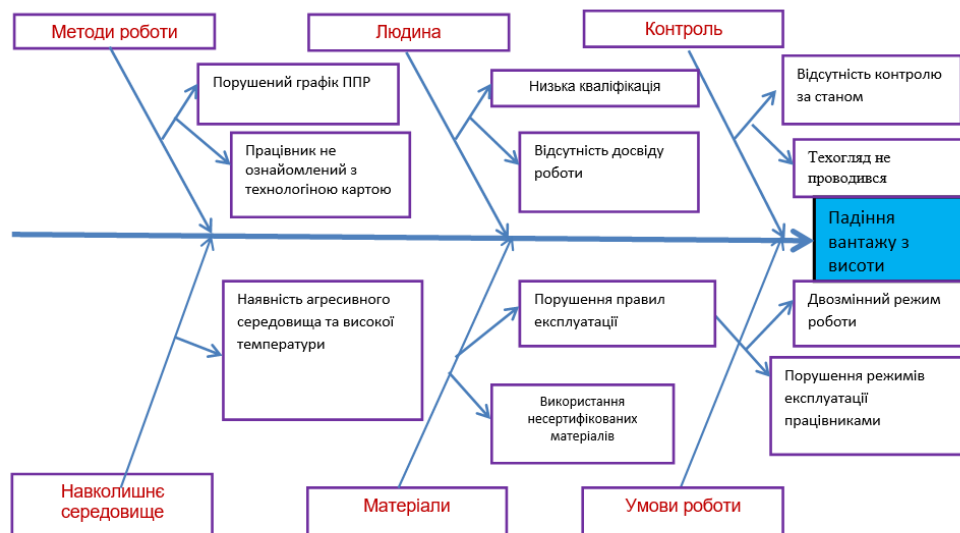 Методи роботи
Людина
Контроль
Порушений графік ППР
Низька кваліфікація
Відсутність контролю
за станом
Працівник не
ознайомлений з
технологіною картою
Відсутність досвіду
роботи
Техогляд не
проводився
Падіння
вантажу з
висоти
Наявність агресивного
середовища та високої
температури
Порушення правил
експлуатації
Двозмінний режим
роботи
Використання
несертифікованих
матеріалів
Порушення режимів
експлуатації
працівниками
Навколишнє
середовище
Матеріали
Умови роботи